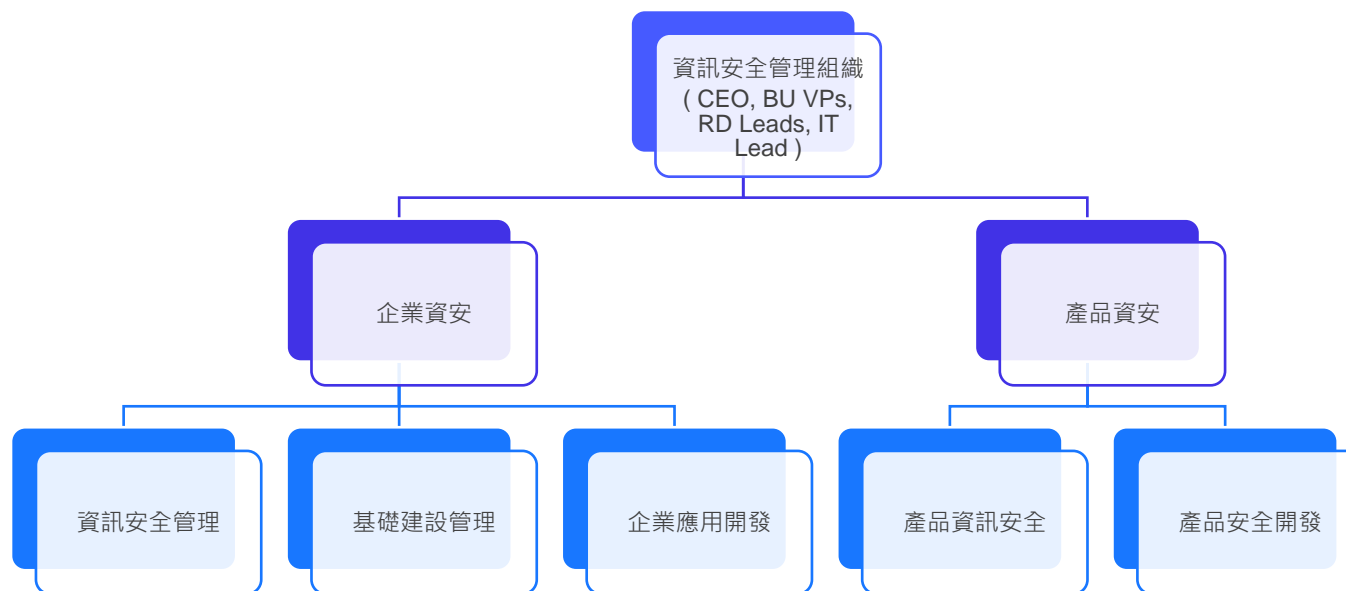 資訊安全管理組織
( CEO, BU VPs,
RD Leads, IT
Lead )
企業資安
產品資安
資訊安全管理
基礎建設管理
企業應用開發
產品資訊安全
產品安全開發